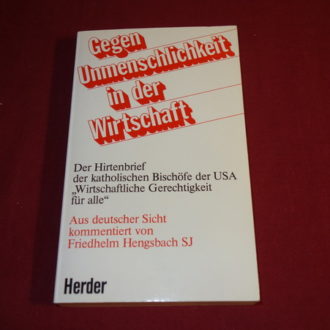 Gegen
Unmenschlichkeit
in der
Wirtschaft
Der Hirtenbrief
der katholischen Bischöfe der USA
„Wirtschaftliche Gerechtigkeit
für alle“
Aus deutscher Sicht
kommentiert von
Friedhelm Hengsbach SJ
Herder